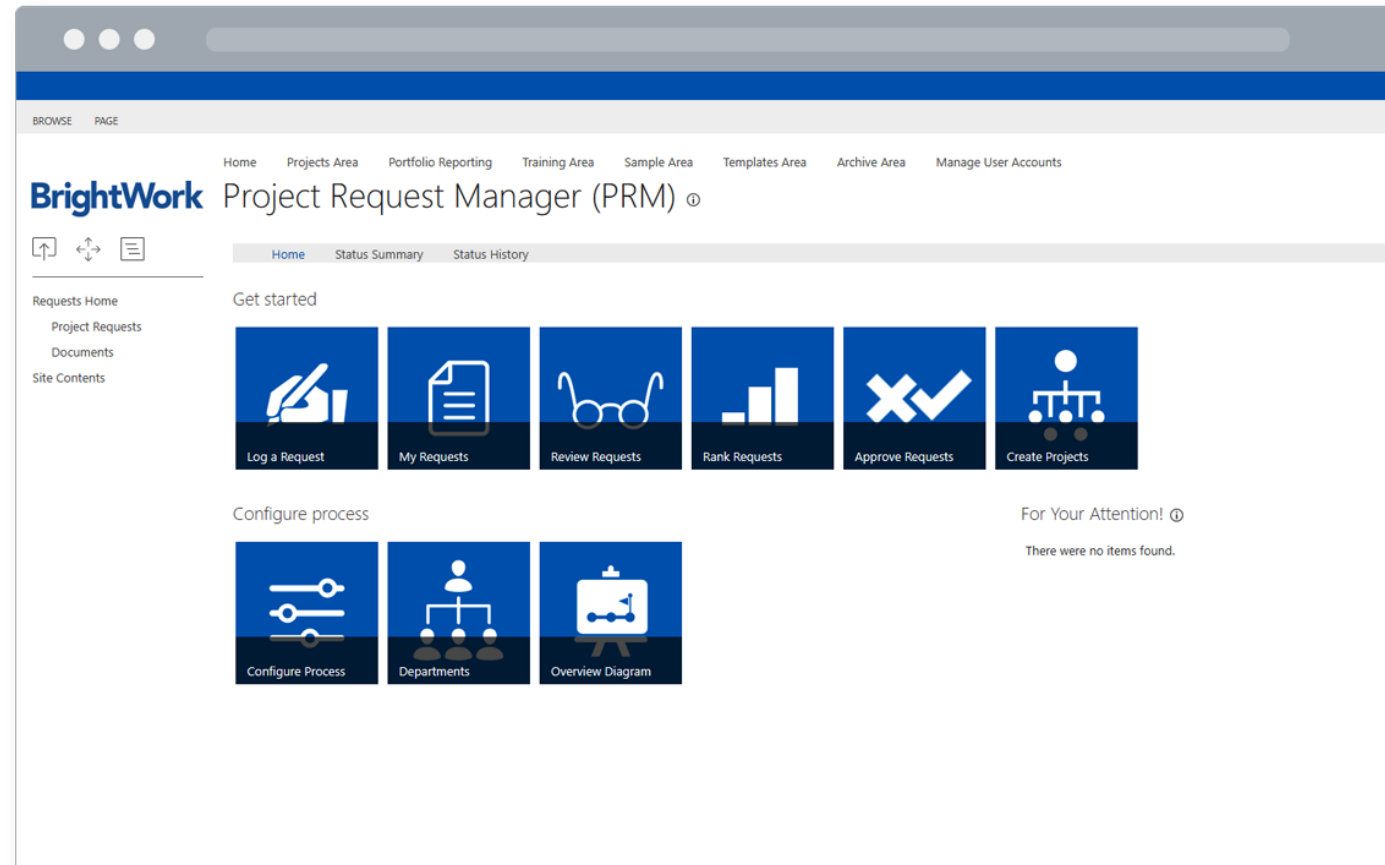 BROWSE PAGE
Home Projects Area Portfolio Reporting Training Area Sample Area Templates Area Archive Area Manage User Accounts
BrightWork
Project Request Manager (PRM)
Home Status Summary Status History
Requests Home
Project Requests
Documents
Site Contents
Get started
Log a Request
My Requests
Review Requests
Rank Requests
Approve Requests
Create Projects
Configure process
Configure Process
Departments
Overview Diagram
For Your Attention!
There were no items found.